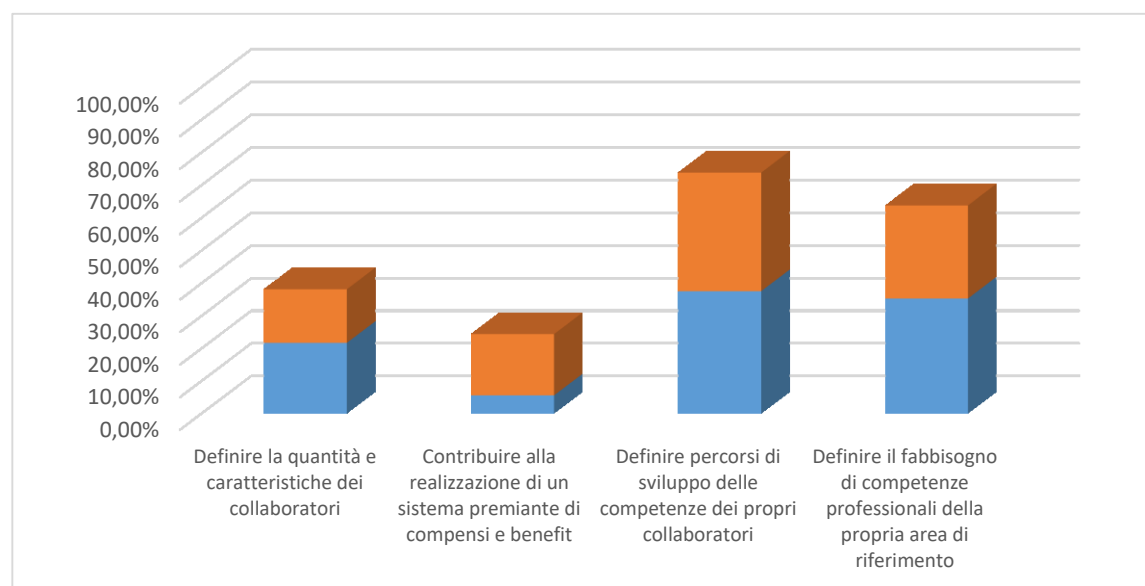 100,00%
90,00%
80,00%
70,00%
60,00%
50,00%
40,00%
30,00%
20,00%
10,00%
0,00%
Definire la quantità e
caratteristiche dei
collaboratori
Contribuire alla
realizzazione di un
sistema premiante di
compensi e benefit
Definire percorsi di
sviluppo delle
competenze dei propri
collaboratori
Definire il fabbisogno
di competenze
professionali della
propria area di
riferimento